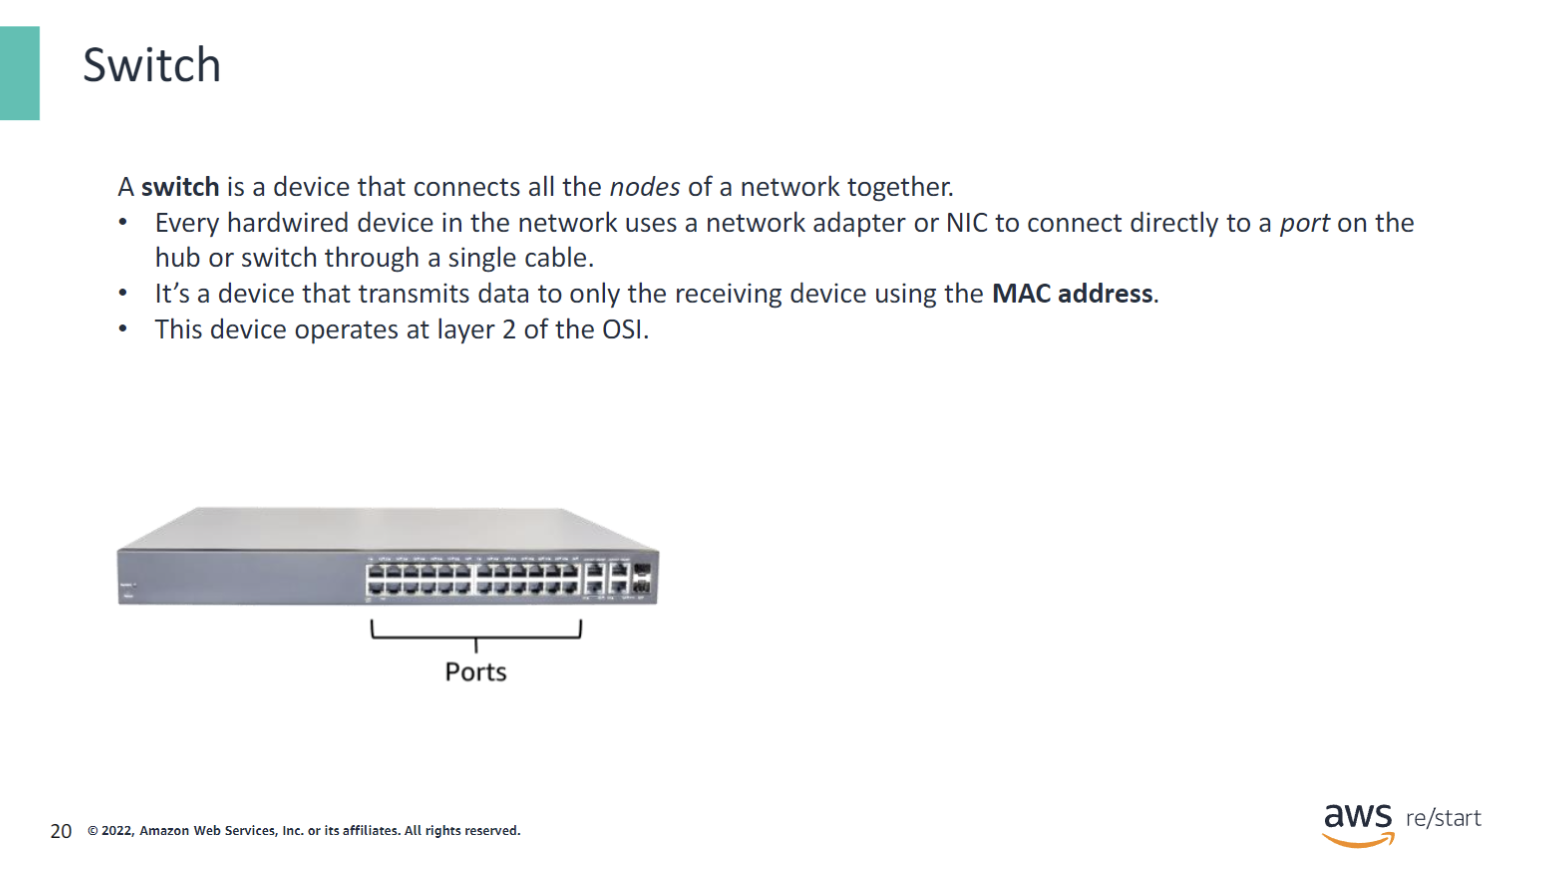 Switch
A switch is a device that connects all the nodes of a network together.
• Every hardwired device in the network uses a network adapter or NIC to connect directly to a port on the
hub or switch through a single cable.
• It’s a device that transmits data to only the receiving device using the MAC address.
• This device operates at layer 2 of the OSI.
Ports
20 © 2022, Amazon Web Services, Inc. or its affiliates. All rights reserved.
aws re/start